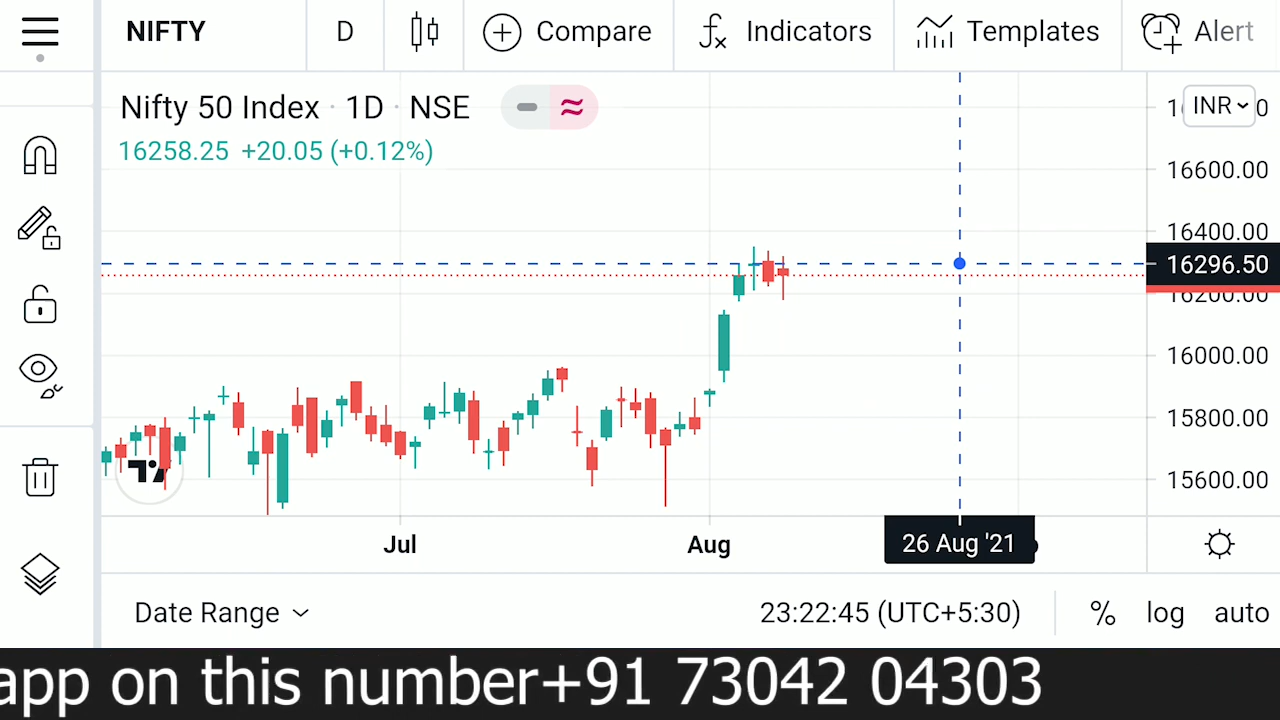 NIFTY D Compare Indicators Templates Alert
Nifty 50 Index · 1D · NSE
16258.25 +20.05 (+0.12%)
INR
16600.00
16400.00
16296.50
16200.00
16000.00
15800.00
15600.00
Jul Aug 26 Aug '21
Date Range 23:22:45 (UTC+5:30) % log auto
app on this number+91 73042 04303